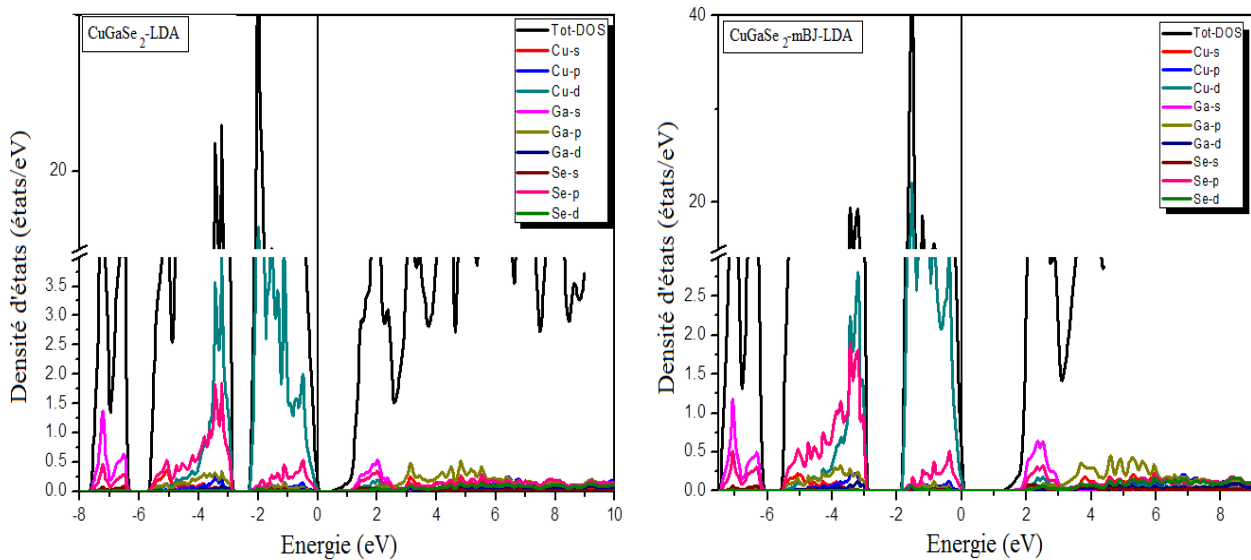 CuGaSe2-LDA
Tot-DOS
Cu-s
Cu-p
Cu-d
Ga-s
Ga-p
Ga-d
Se-s
Se-p
Se-d
Densité d'états (états/eV)
20
3.5
3.0
2.5
2.0
1.5
1.0
0.5
0.0
-8 -6 -4 -2 0 2 4 6 8 10
Energie (eV)
CuGaSe2-mBJ-LDA
Tot-DOS
Cu-s
Cu-p
Cu-d
Ga-s
Ga-p
Ga-d
Se-s
Se-p
Se-d
Densité d'états (états/eV)
40
20
2.5
2.0
1.5
1.0
0.5
0.0
-6 -4 -2 0 2 4 6 8
Energie (eV)